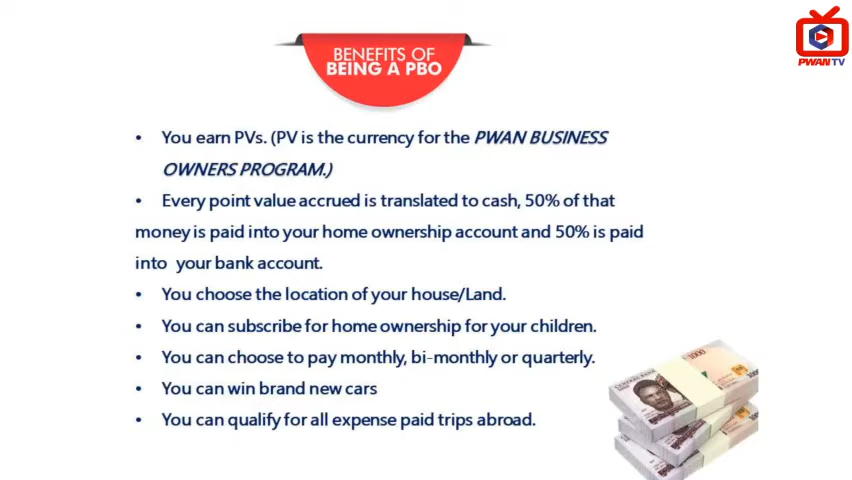 PWAN TV
BENEFITS OF
BEING A PBO
• You earn PVs. (PV is the currency for the PWAN BUSINESS
OWNERS PROGRAM.)
• Every point value accrued is translated to cash, 50% of that
money is paid into your home ownership account and 50% is paid
into your bank account.
• You choose the location of your house/Land.
• You can subscribe for home ownership for your children.
• You can choose to pay monthly, bi-monthly or quarterly.
• You can win brand new cars
• You can qualify for all expense paid trips abroad.
1000